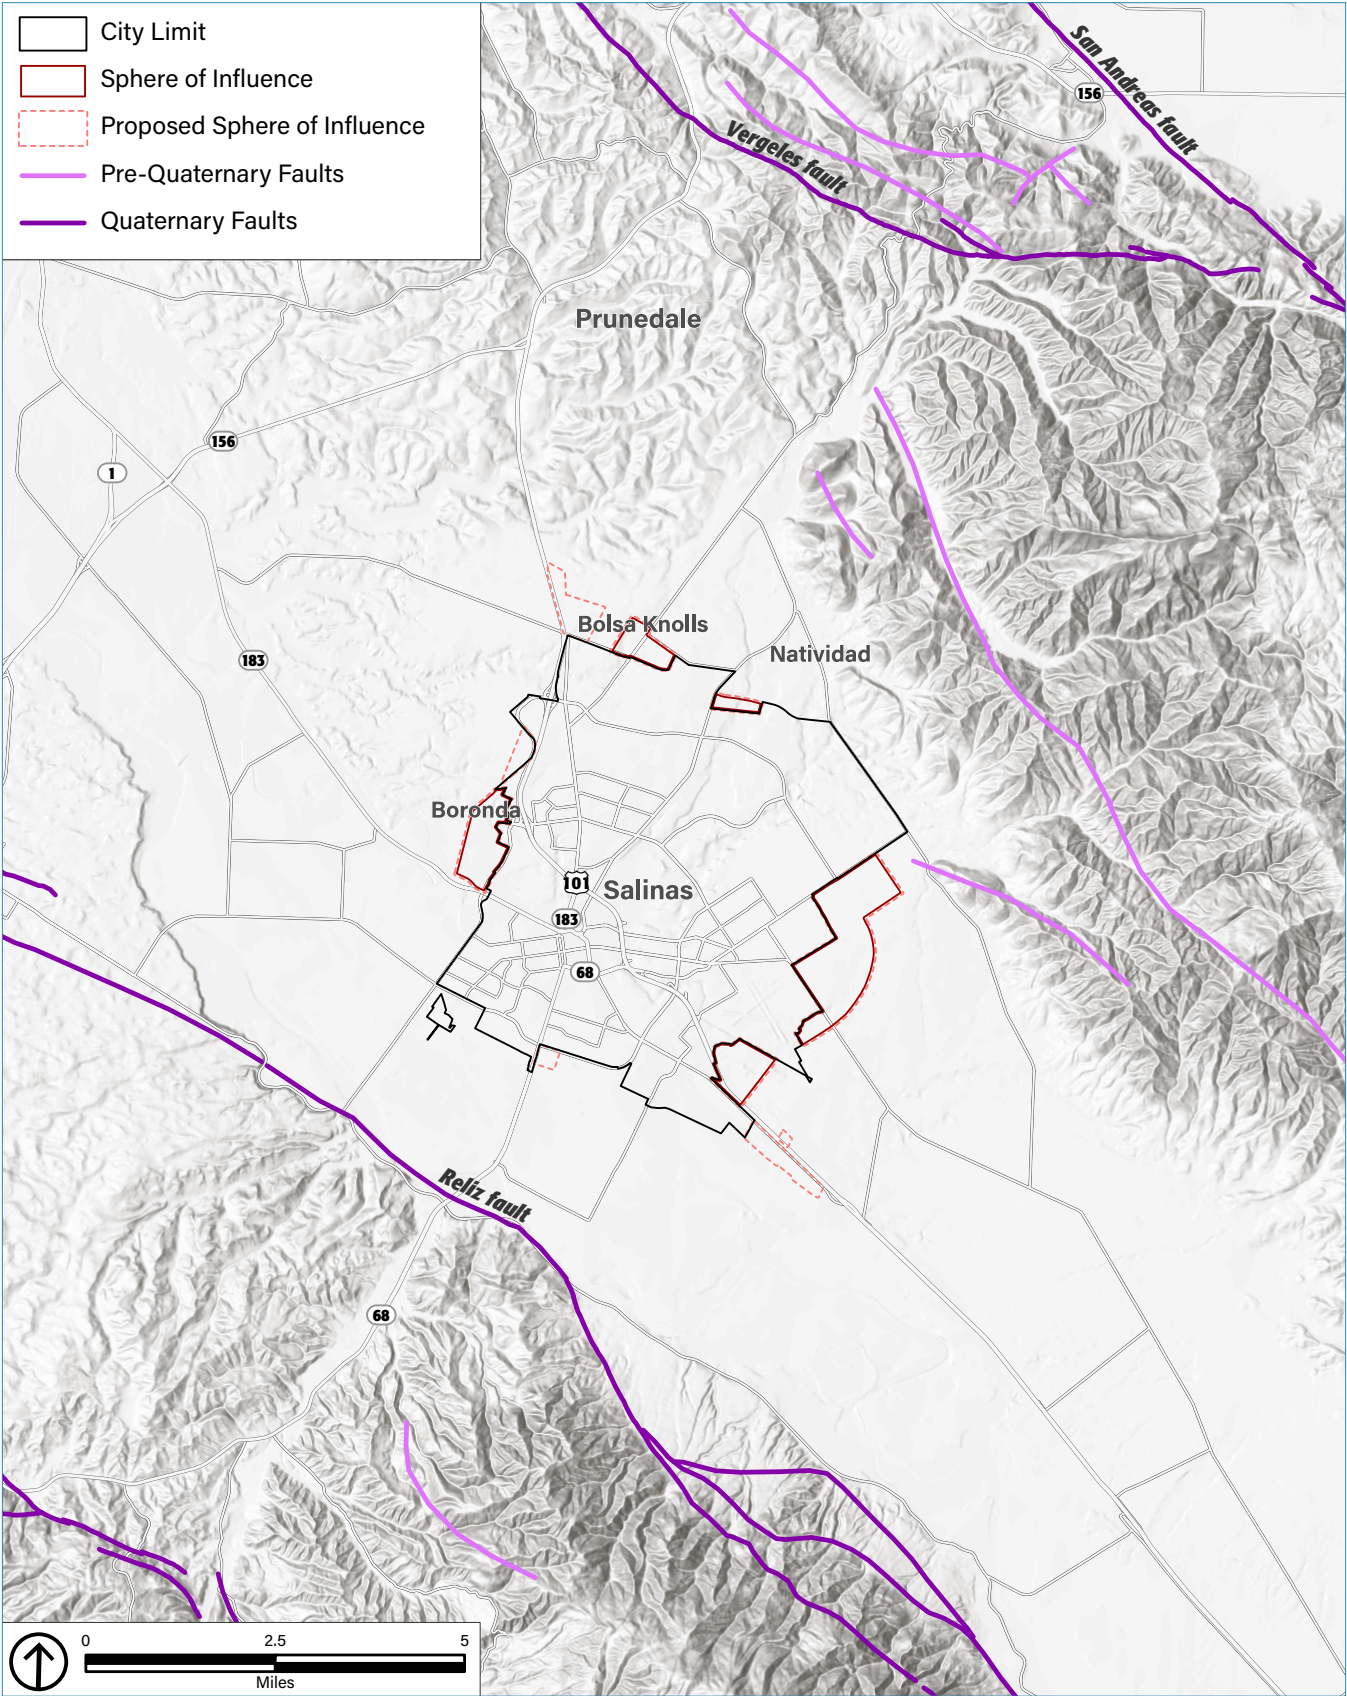 City Limit
Sphere of Influence
Proposed Sphere of Influence
Pre-Quaternary Faults
Quaternary Faults
San Andreas fault
156
Vergeles fault
Prunedale
156
1
Bolsa Knolls
Natividad
183
Boronda
101
Salinas
183
68
Reliz fault
68
0 2.5 5
Miles